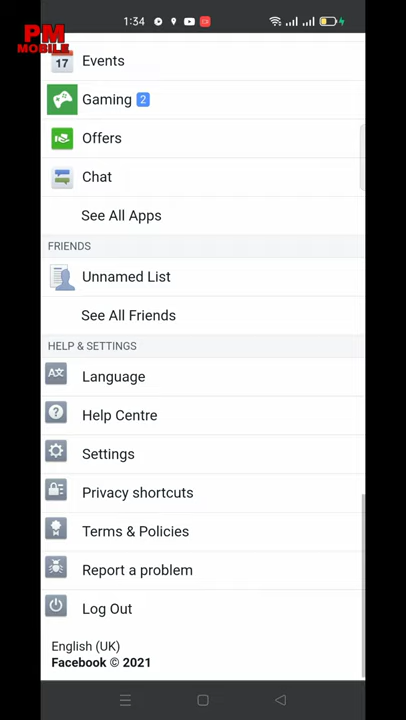 PM
MOBILE
1:34
17
Events
Gaming 2
Offers
Chat
See All Apps
FRIENDS
Unnamed List
See All Friends
HELP & SETTINGS
Language
Help Centre
Settings
Privacy shortcuts
Terms & Policies
Report a problem
Log Out
English (UK)
Facebook © 2021